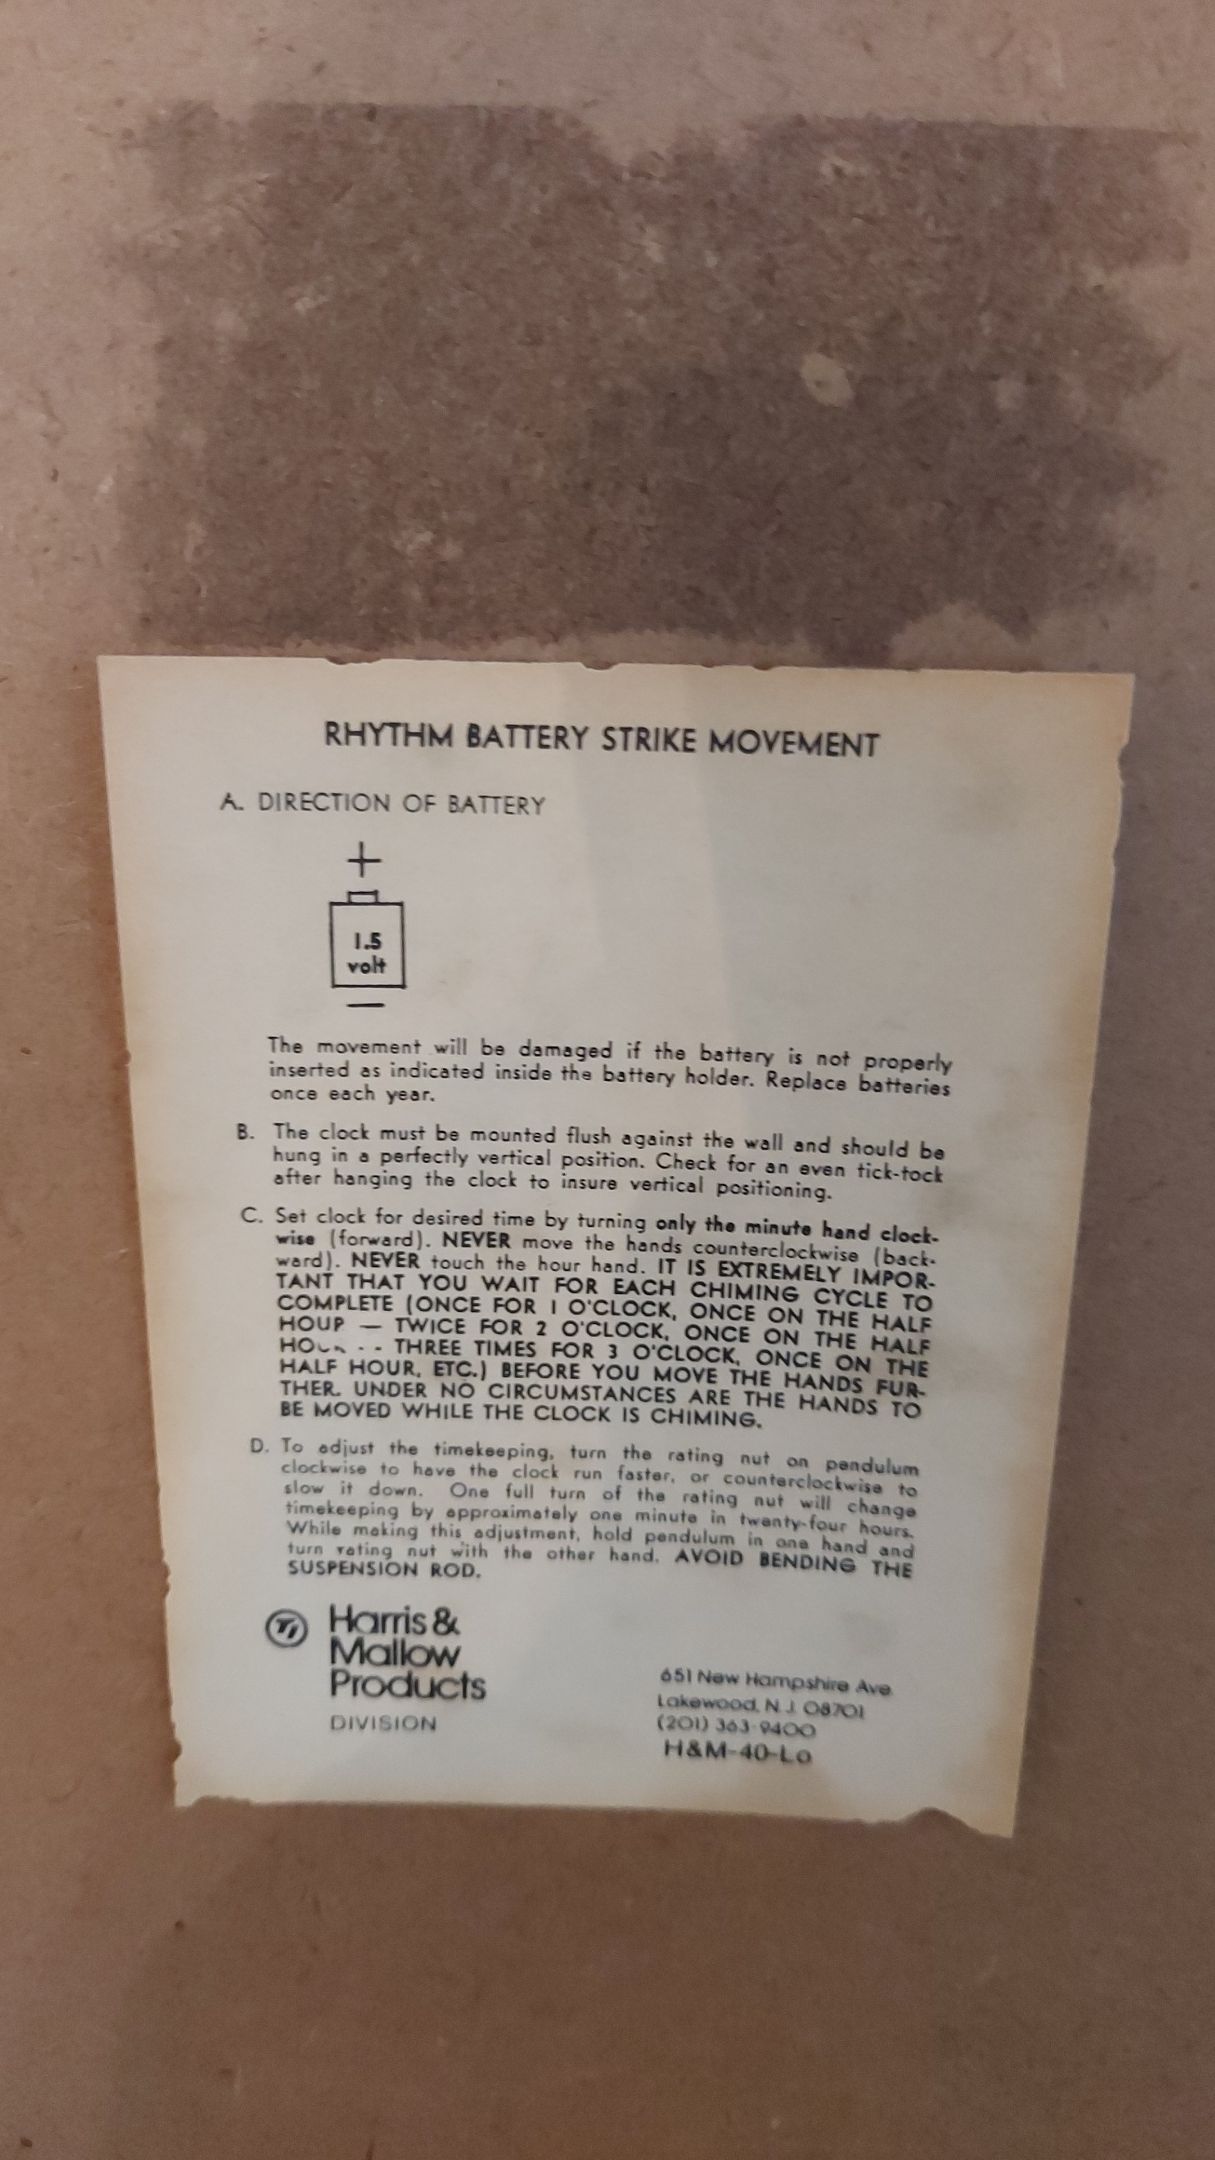 RHYTHM BATTERY STRIKE MOVEMENT
A. DIRECTION OF BATTERY
+
1.5
volt
—
The movement will be damaged if the battery is not properly
inserted as indicated inside the battery holder. Replace batteries
once each year.
B. The clock must be mounted flush against the wall and should be
hung in a perfectly vertical position. Check for an even tick-tock
after hanging the clock to insure vertical positioning.
C. Set clock for desired time by turning only the minute hand clock-
wise (forward). NEVER move the hands counterclockwise (back-
ward). NEVER touch the hour hand. IT IS EXTREMELY IMPOR-
TANT THAT YOU WAIT FOR EACH CHIMING CYCLE TO
COMPLETE (ONCE FOR 1 O'CLOCK, ONCE ON THE HALF
HOUR — TWICE FOR 2 O'CLOCK, ONCE ON THE HALF
THREE TIMES FOR 3 O'CLOCK, ONCE ON THE
HALF HOUR, ETC.) BEFORE YOU MOVE THE HANDS FUR-
THER. UNDER NO CIRCUMSTANCES ARE THE HANDS TO
BE MOVED WHILE THE CLOCK IS CHIMING.
D. To adjust the timekeeping, turn the rating nut on pendulum
clockwise to have the clock run faster, or counterclockwise to
slow it down. One full turn of the rating nut will change
timekeeping by approximately one minute in twenty-four hours.
While making this adjustment, hold pendulum in one hand and
turn rating nut with the other hand. AVOID BENDING THE
SUSPENSION ROD.
Harris &
Mallow
Products
DIVISION
651 New Hampshire Ave.
Lakewood, N.J. 08701
(201) 363-9400
H&M-40-Lo